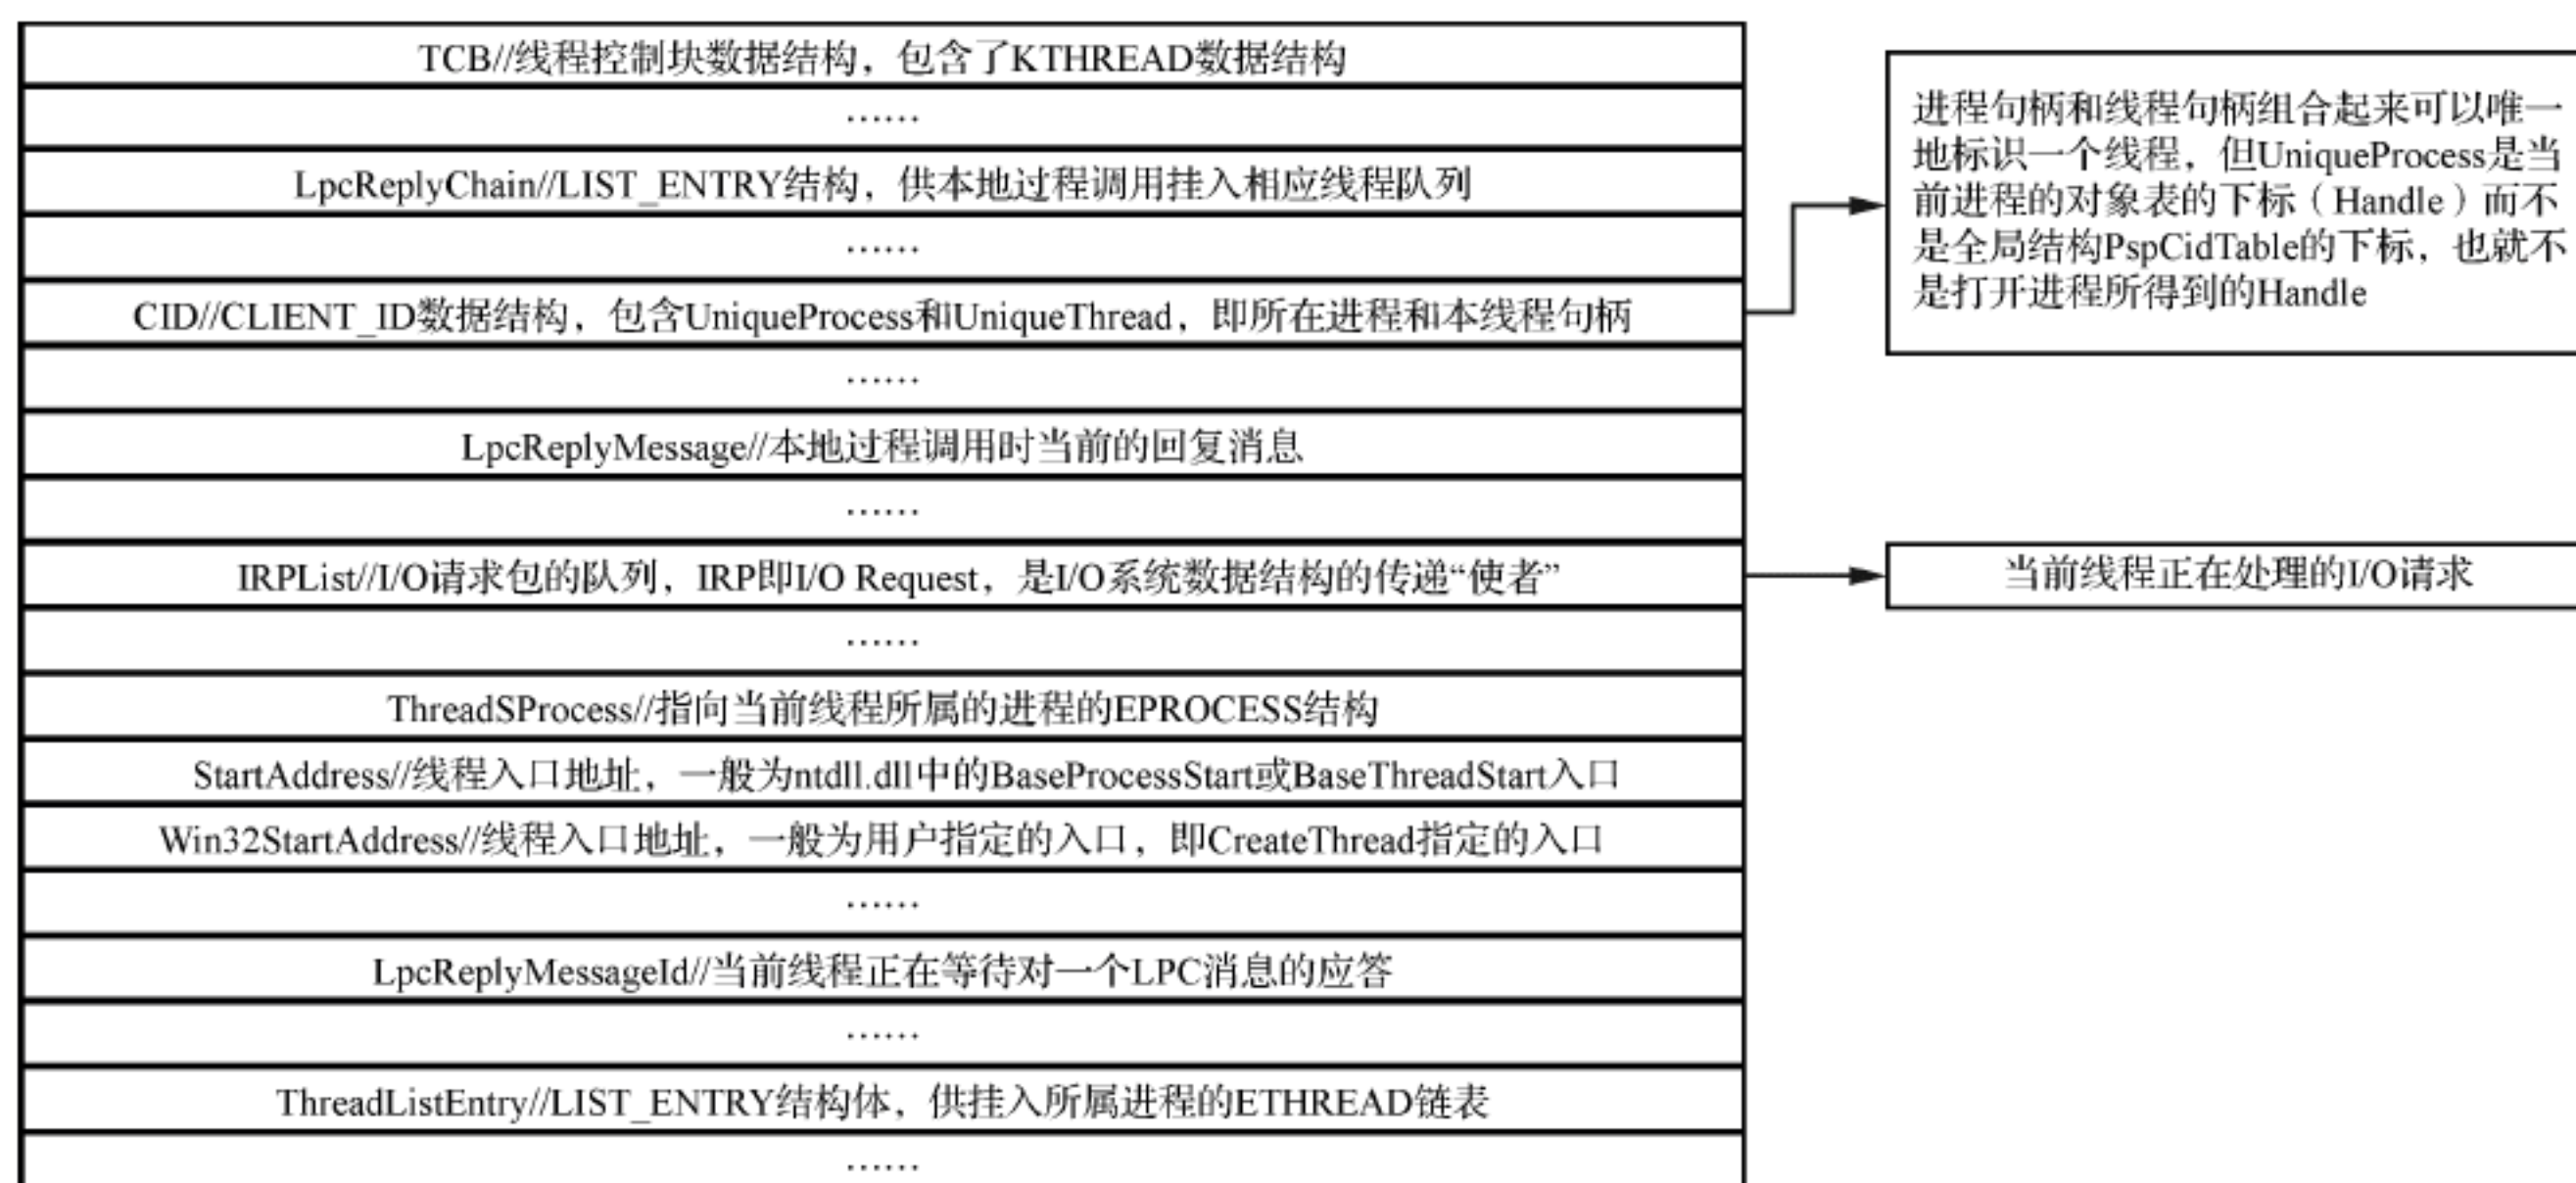 TCB//线程控制块数据结构，包含了KTHREAD数据结构
……
LpcReplyChain//LIST_ENTRY结构，供本地过程调用挂入相应线程队列
……
CID//CLIENT_ID数据结构，包含UniqueProcess和UniqueThread，即所在进程和本线程句柄
……
LpcReplyMessage//本地过程调用时当前的回复消息
……
IRPList//I/O请求包的队列，IRP即I/O Request，是I/O系统数据结构的传递“使者”
……
ThreadSProcess//指向当前线程所属的进程的EPROCESS结构
StartAddress//线程入口地址，一般为ntdll.dll中的BaseProcessStart或BaseThreadStart入口
Win32StartAddress//线程入口地址，一般为用户指定的入口，即CreateThread指定的入口
……
LpcReplyMessageId//当前线程正在等待对一个LPC消息的应答
……
ThreadListEntry//LIST_ENTRY结构体，供挂入所属进程的ETHREAD链表
……
进程句柄和线程句柄组合起来可以唯一
地标识一个线程，但UniqueProcess是当
前进程的对象表的下标（Handle）而不
是全局结构PspCidTable的下标，也就不
是打开进程所得到的Handle
当前线程正在处理的I/O请求